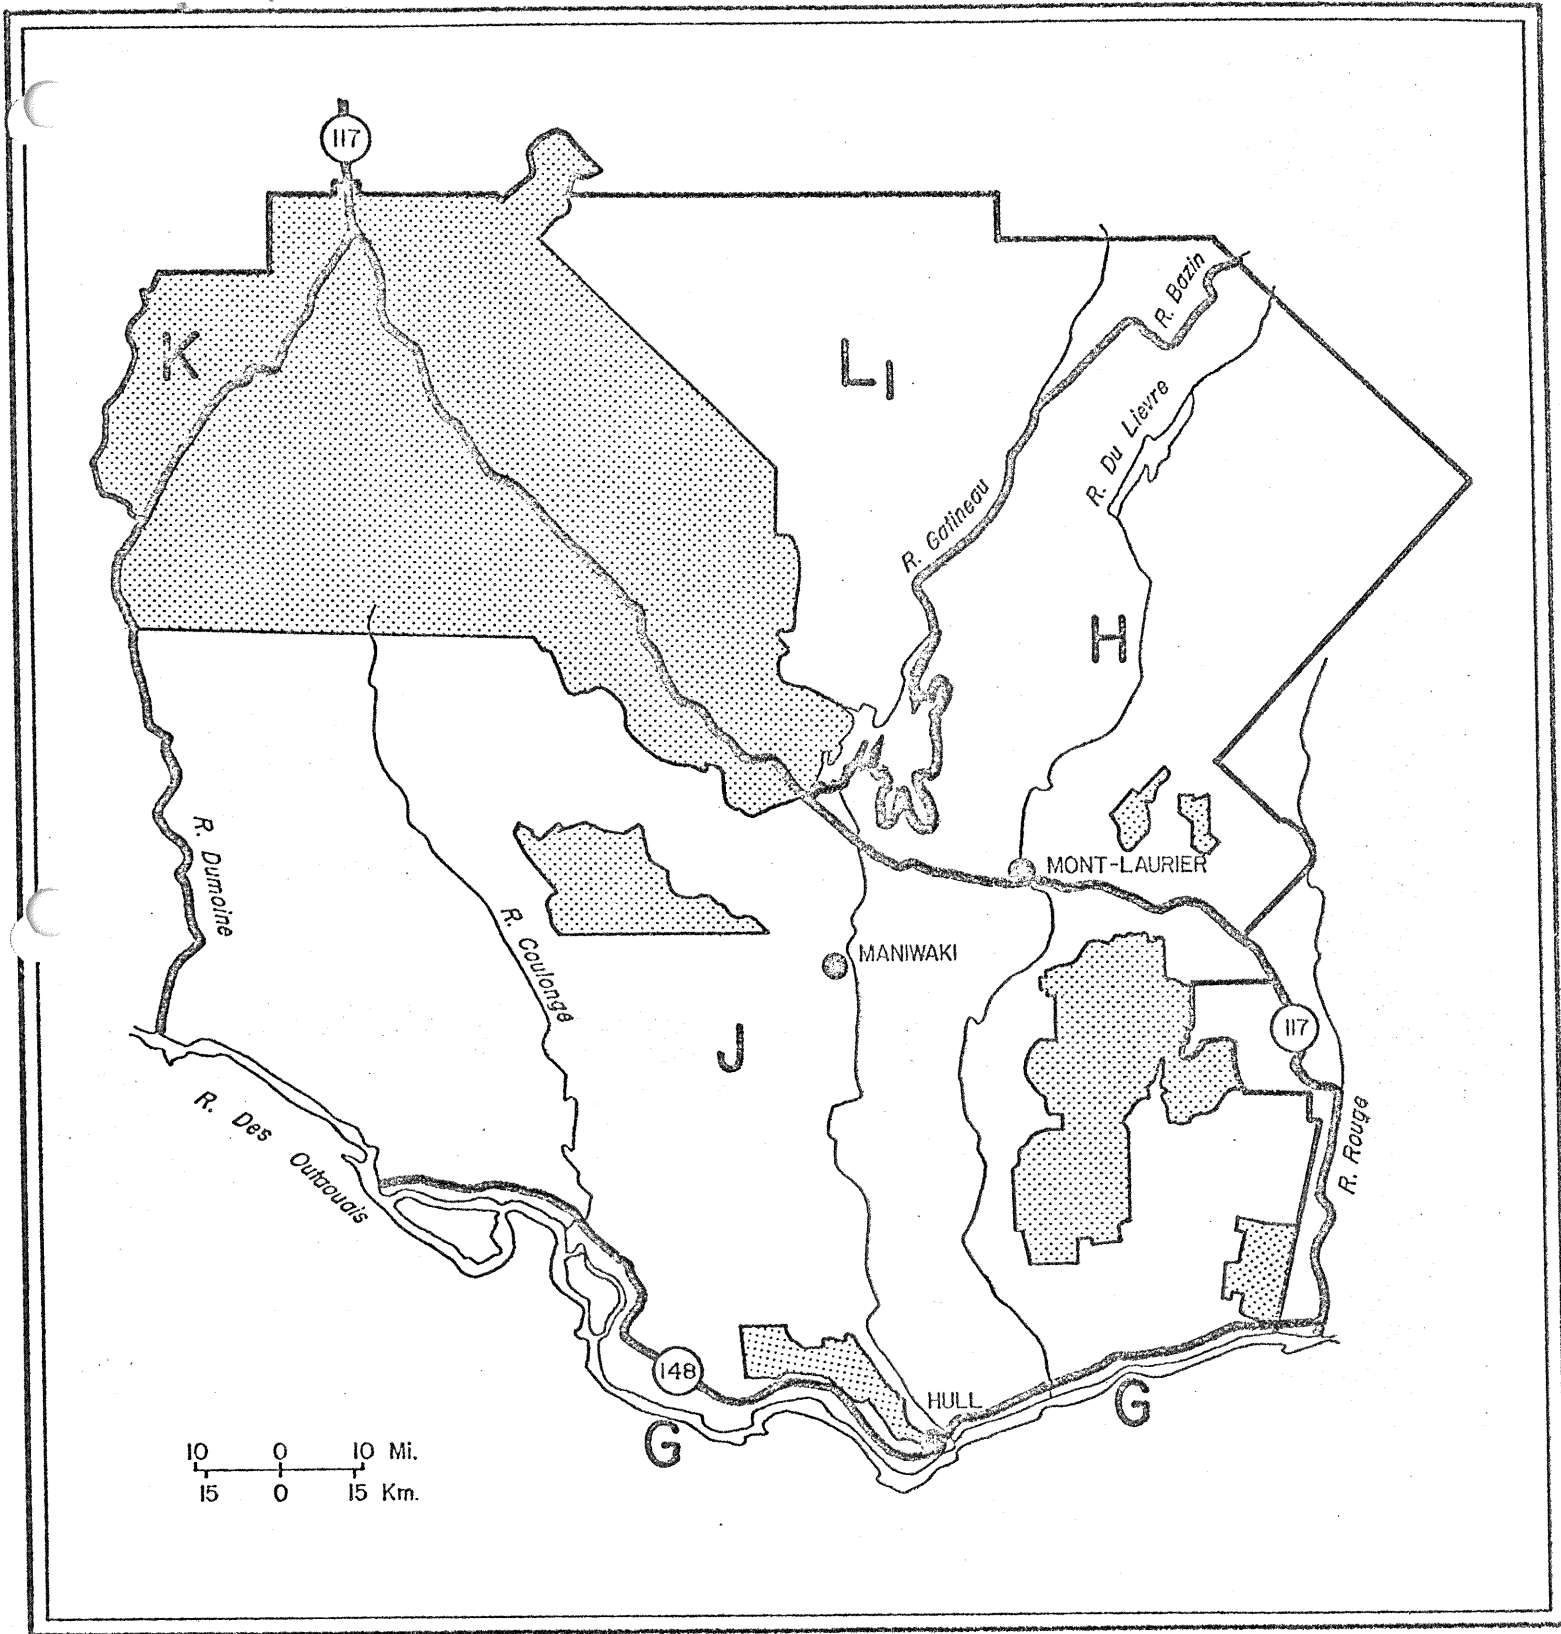 117
R. Bazin
K
L1
R. Du Lievre
R. Gatineau
H
R. Dumoine
MONT-LAURIER
R. Coulonge
MANIWAKI
117
J
R. Des Outaouais
R. Rouge
148
HULL
G
G
10 0 10 Mi.
15 0 15 Km.